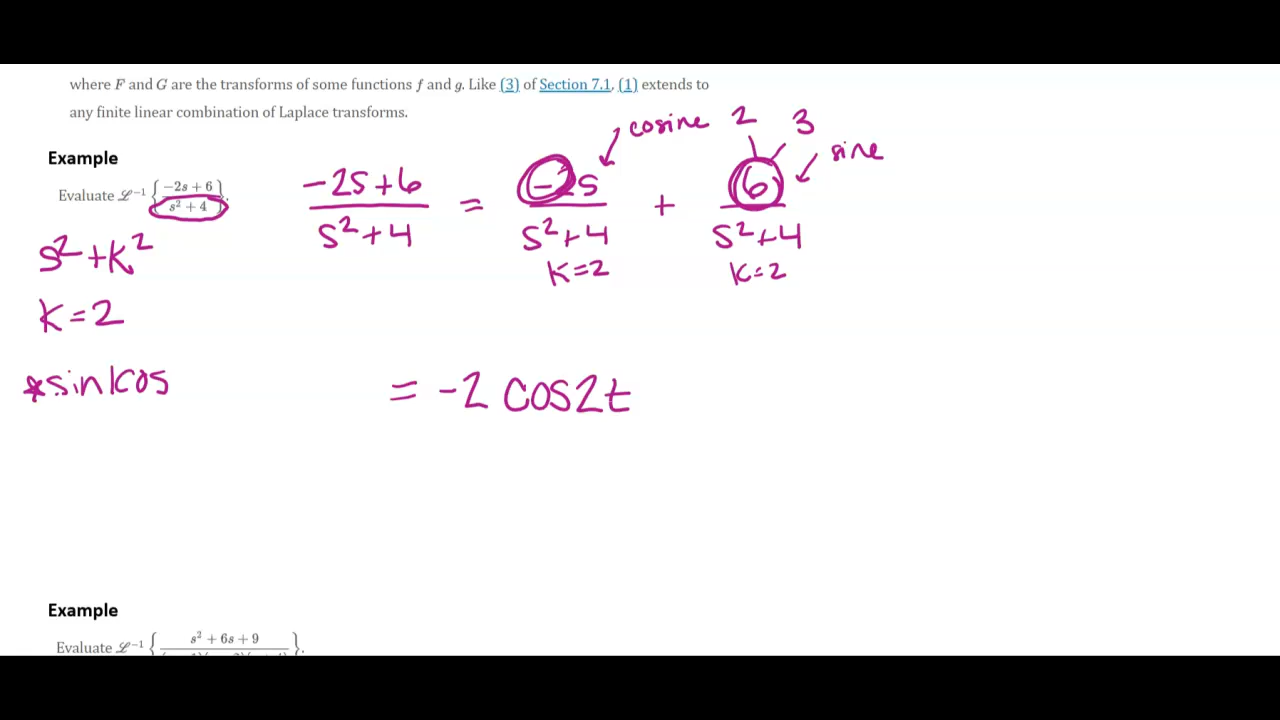 where F and G are the transforms of some functions f and g. Like (3) of Section 7.1, (1) extends to
any finite linear combination of Laplace transforms.
cosine 2 3
sine
Example
Evaluate ℒ⁻¹ { −2s + 6 / s² + 4 }.
-2s+6 / s²+4 = -2s / s²+4 + 6 / s²+4
k=2 k=2
s²+k²
k=2
*sin/cos
= -2 cos2t
Example
Evaluate ℒ⁻¹ { s² + 6s + 9